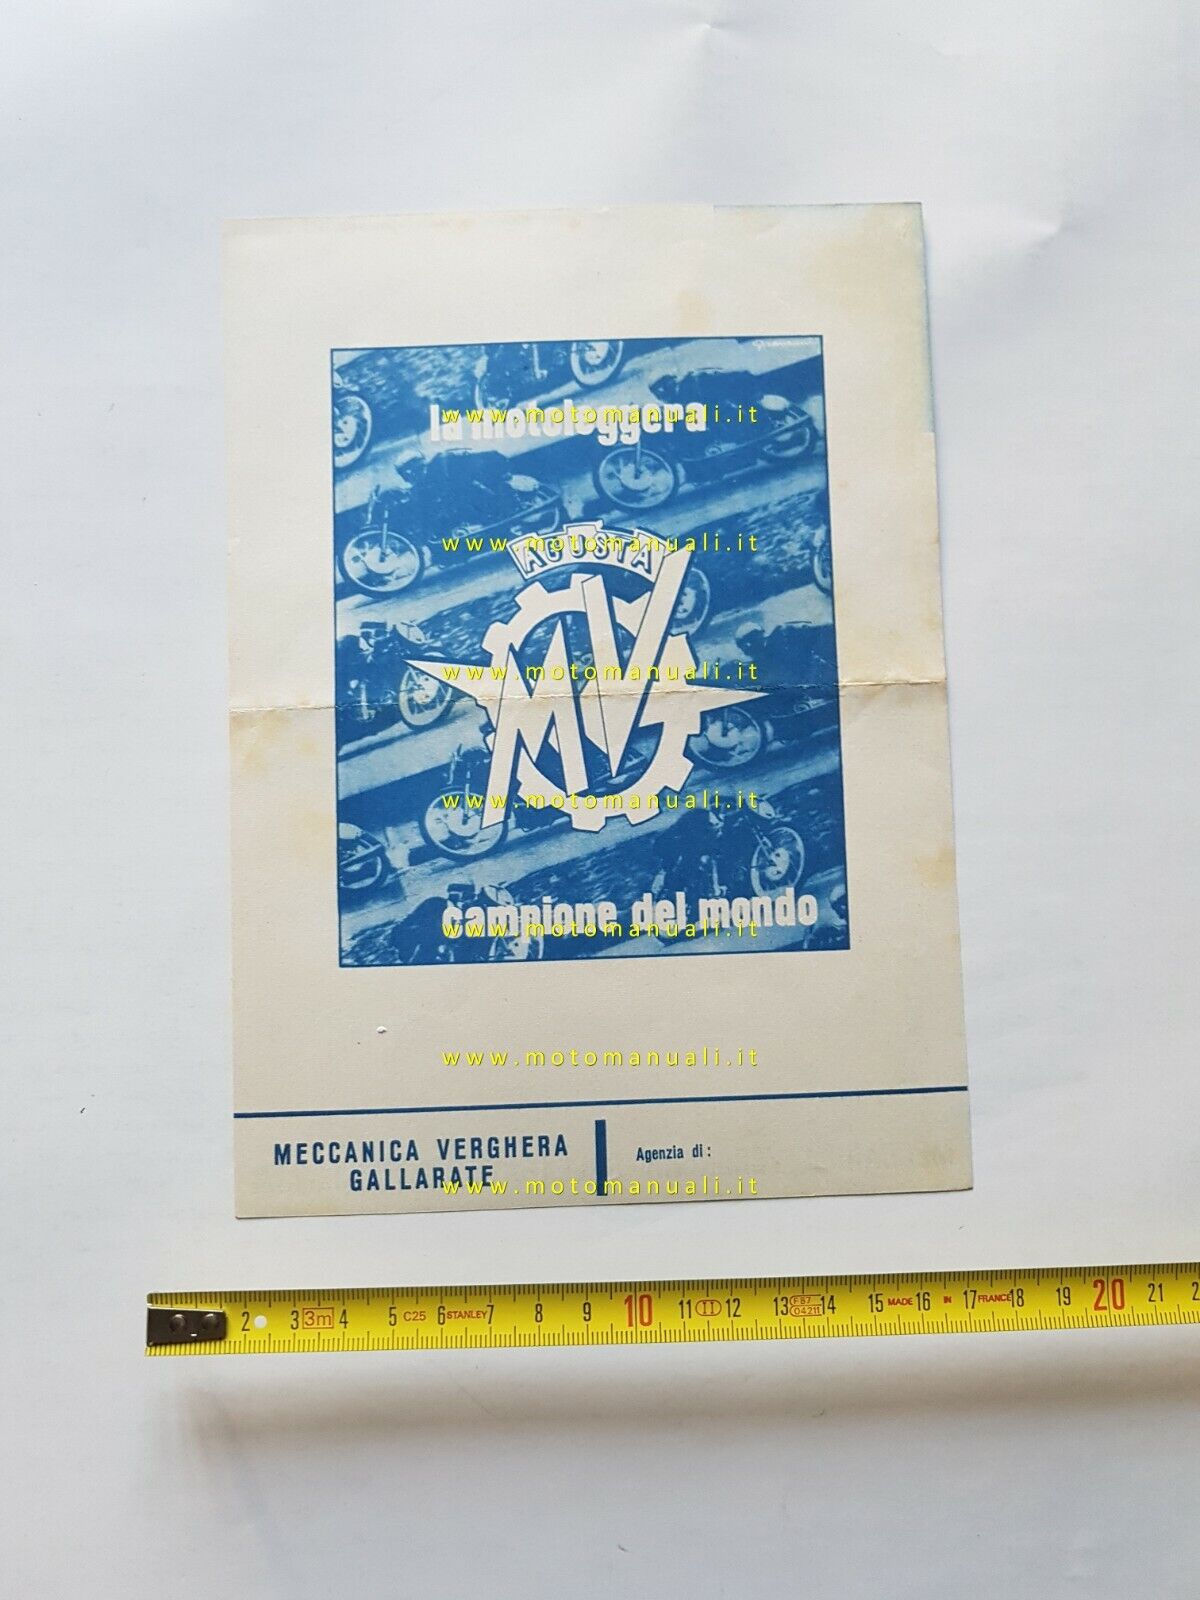 la motoleggera
www.motomanuali.it
AGUSTA
www.motomanuali.it
MV
www.motomanuali.it
www.motomanuali.it
campione del mondo
www.motomanuali.it
www.motomanuali.it
MECCANICA VERGHERA
GALLARATE
Agenzia di :
www.motomanuali.it
2 3 3m 4 5 C25 6 STANLEY 7 8 9 10 11 II 12 13 F87 04211 14 15 MADE 16 IN 17 FRANCE 18 19 20 21